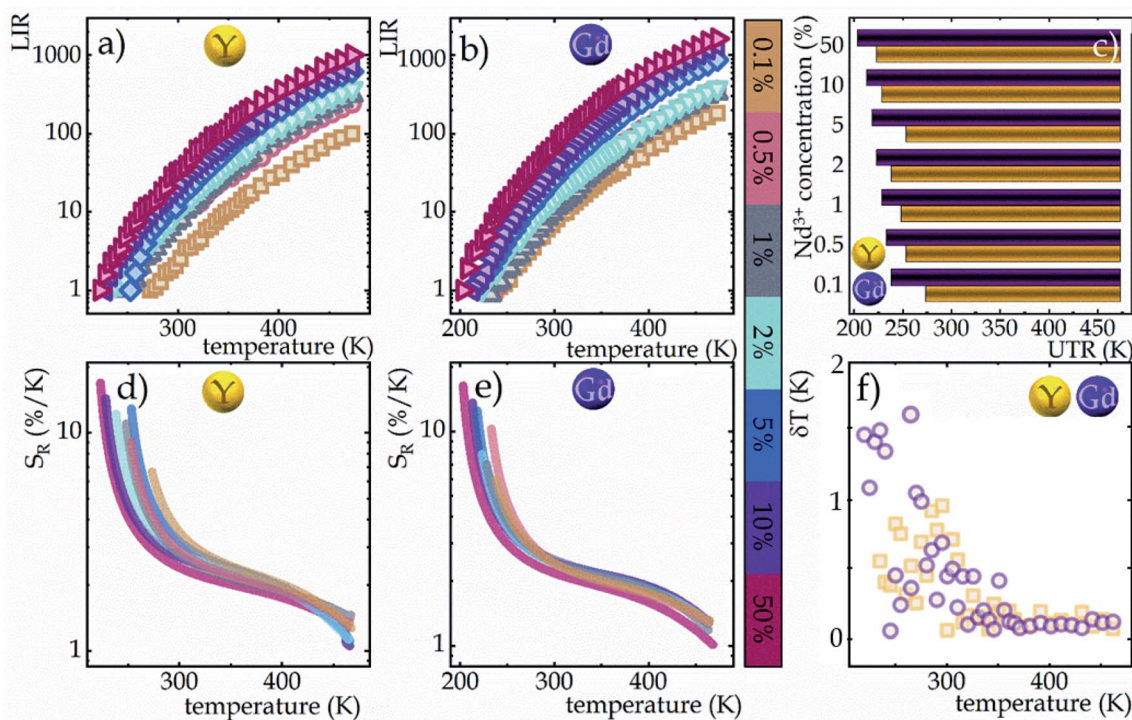 LIR
1000
100
10
1
a)
Y
300
400
temperature (K)
LIR
1000
100
10
1
b)
Gd
200
300
400
temperature (K)
0.1%
0.5%
1%
2%
5%
10%
50%
Nd³⁺ concentration (%)
50
10
5
2
1
0.5
0.1
c)
Y
Gd
200
250
300
350
400
450
UTR (K)
S_R (%/K)
10
1
d)
Y
300
400
temperature (K)
S_R (%/K)
10
1
e)
Gd
200
300
400
temperature (K)
δT (K)
2
1
0
f)
Y
Gd
300
400
temperature (K)